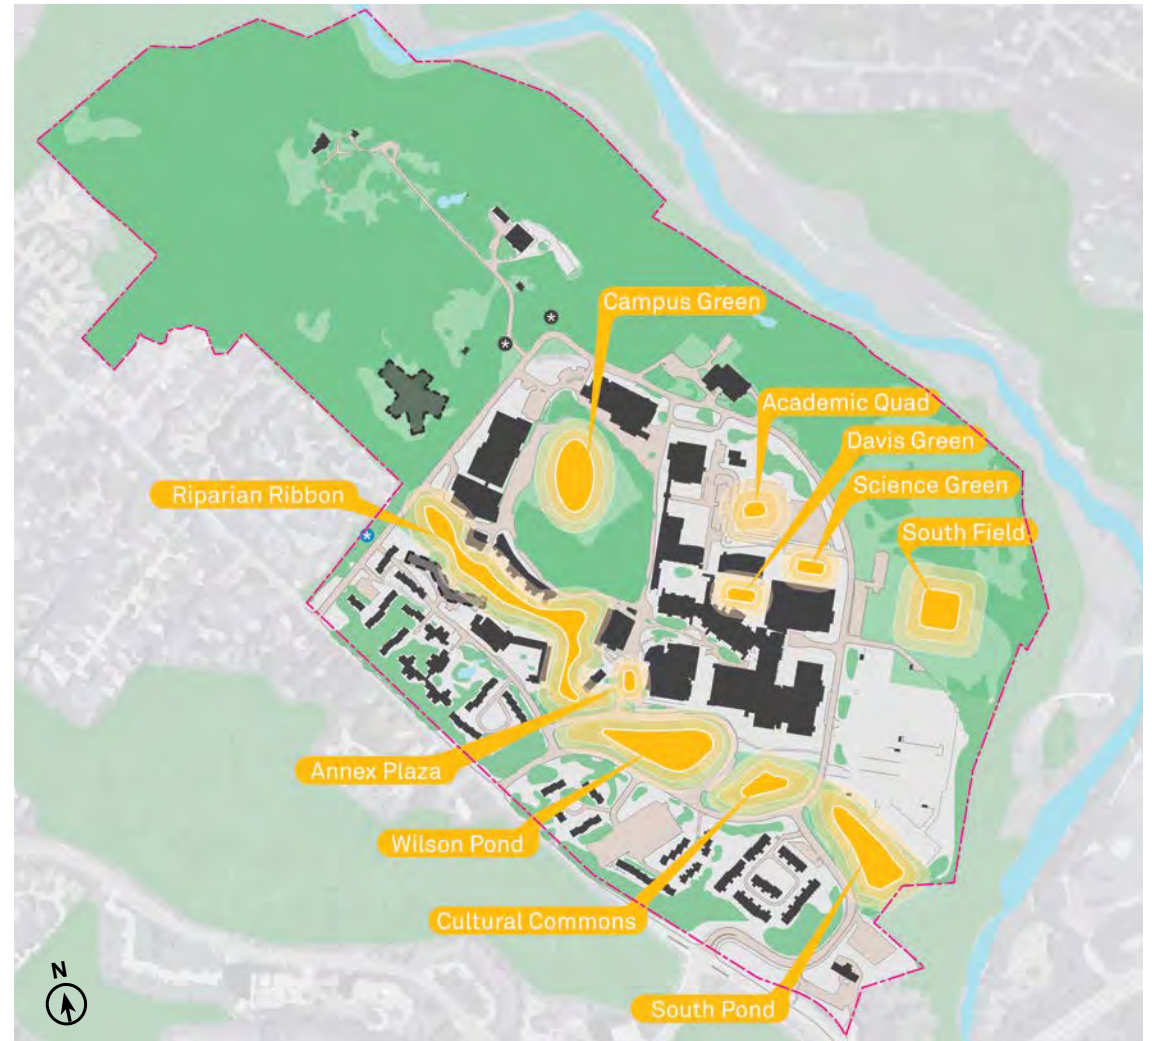 Campus Green
Academic Quad
Davis Green
Science Green
Riparian Ribbon
South Field
Annex Plaza
Wilson Pond
Cultural Commons
South Pond
N